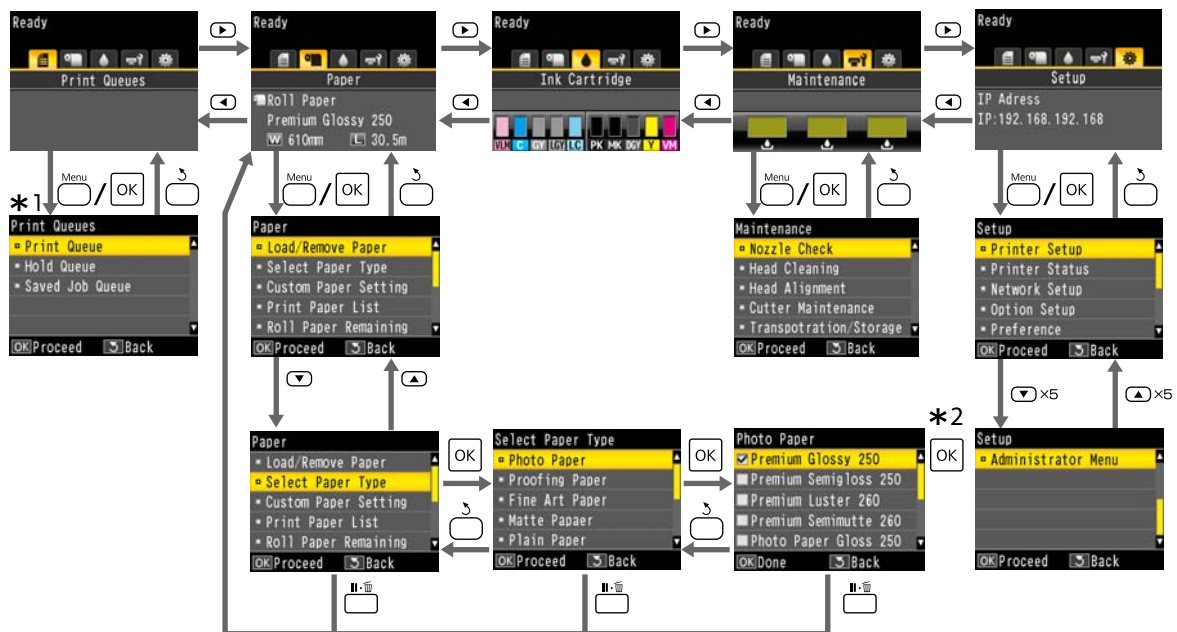 Ready
Print Queues
Ready
Paper
Roll Paper
Premium Glossy 250
W 610mm L 30.5m
Ready
Ink Cartridge
VLM C GY LGY LC PK MK DGY Y VM
Ready
Maintenance
Ready
Setup
IP Adress
IP:192.168.192.168
Menu / OK
Menu / OK
Menu / OK
Menu / OK
*1
Print Queues
Print Queue
Hold Queue
Saved Job Queue
OK Proceed Back
Paper
Load/Remove Paper
Select Paper Type
Custom Paper Setting
Print Paper List
Roll Paper Remaining
OK Proceed Back
Maintenance
Nozzle Check
Head Cleaning
Head Alignment
Cutter Maintenance
Transpotration/Storage
OK Proceed Back
Setup
Printer Setup
Printer Status
Network Setup
Option Setup
Preference
OK Proceed Back
×5
×5
Paper
Load/Remove Paper
Select Paper Type
Custom Paper Setting
Print Paper List
Roll Paper Remaining
OK Proceed Back
OK
Select Paper Type
Photo Paper
Proofing Paper
Fine Art Paper
Matte Papaer
Plain Paper
OK Proceed Back
OK
Photo Paper
Premium Glossy 250
Premium Semigloss 250
Premium Luster 260
Premium Semimutte 260
Photo Paper Gloss 250
OK Done Back
*2
OK
Setup
Administrator Menu
OK Proceed Back